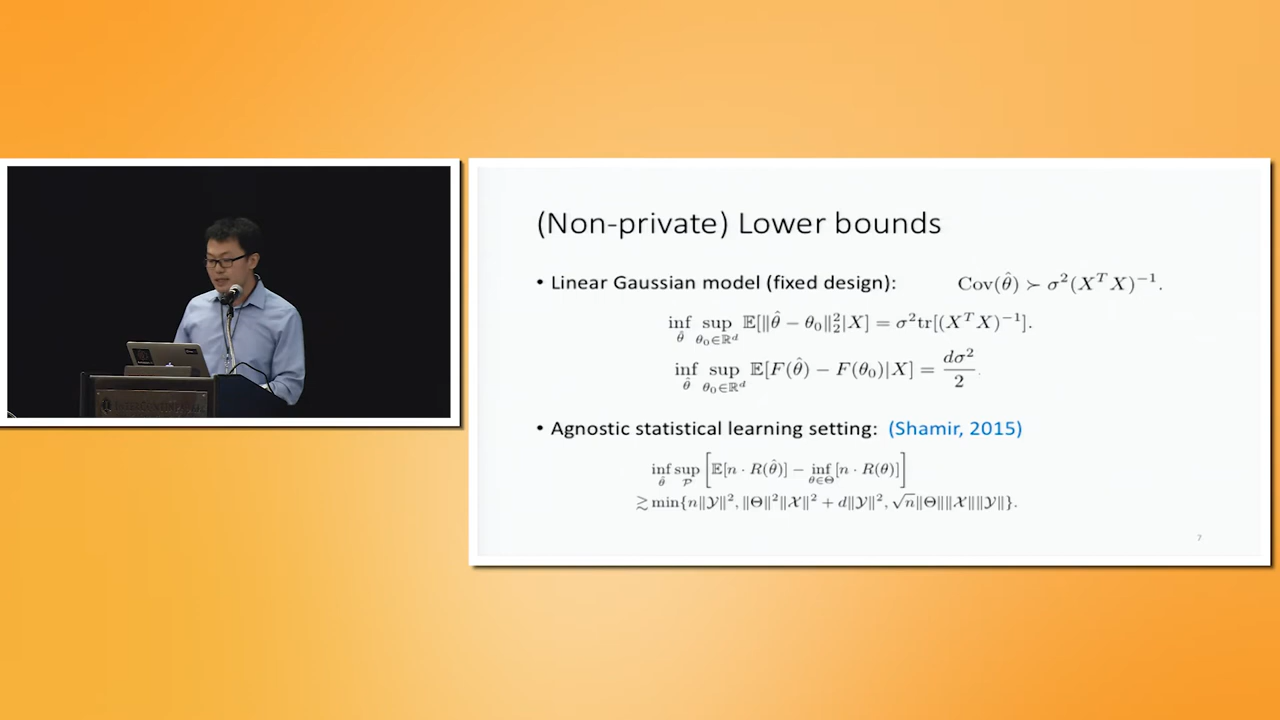 (Non-private) Lower bounds
• Linear Gaussian model (fixed design): Cov(θ̂) ≻ σ²(XᵀX)⁻¹.
inf_θ̂ sup_{θ₀∈ℝᵈ} 𝔼[‖θ̂ − θ₀‖₂²|X] = σ²tr[(XᵀX)⁻¹].
inf_θ̂ sup_{θ₀∈ℝᵈ} 𝔼[F(θ̂) − F(θ₀)|X] = dσ²/2
• Agnostic statistical learning setting: (Shamir, 2015)
inf_θ̂ sup_𝒫 [𝔼[n · R(θ̂)] − inf_{θ∈Θ}[n · R(θ)]]
≳ min{n‖𝒴‖², ‖Θ‖²‖𝒳‖² + d‖𝒴‖², √n‖Θ‖‖𝒳‖‖𝒴‖}.
7